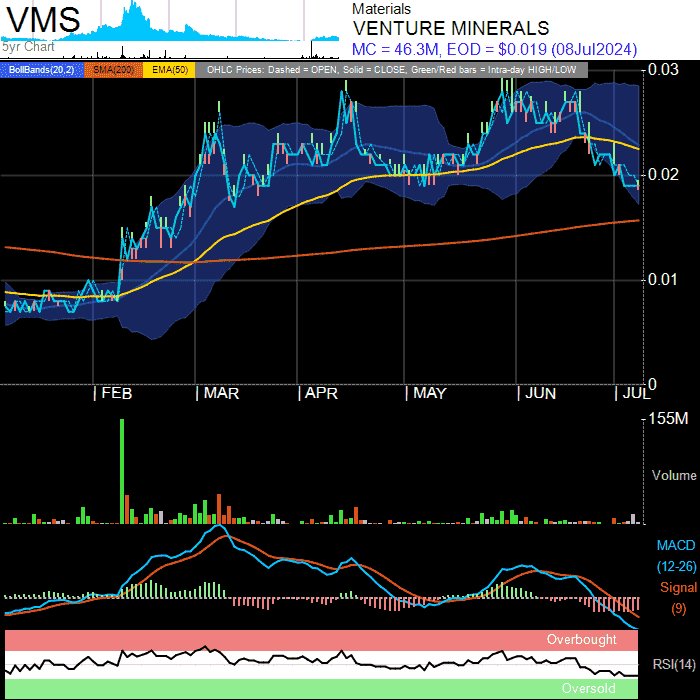 VMS
5yr Chart
Materials
VENTURE MINERALS
MC = 46.3M, EOD = $0.019 (08Jul2024)
BollBands(20,2) SMA(200) EMA(50) OHLC Prices: Dashed = OPEN, Solid = CLOSE, Green/Red bars = Intra-day HIGH/LOW
0.03
0.02
0.01
0
| FEB | MAR | APR | MAY | JUN | JUL
155M
Volume
MACD
(12-26)
Signal
(9)
Overbought
RSI(14)
Oversold